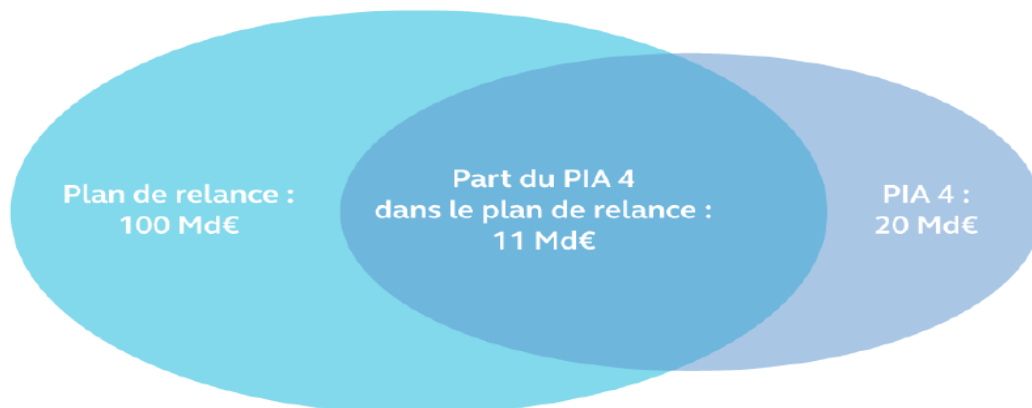 Plan de relance :
100 Md€
Part du PIA 4
dans le plan de relance :
11 Md€
PIA 4 :
20 Md€